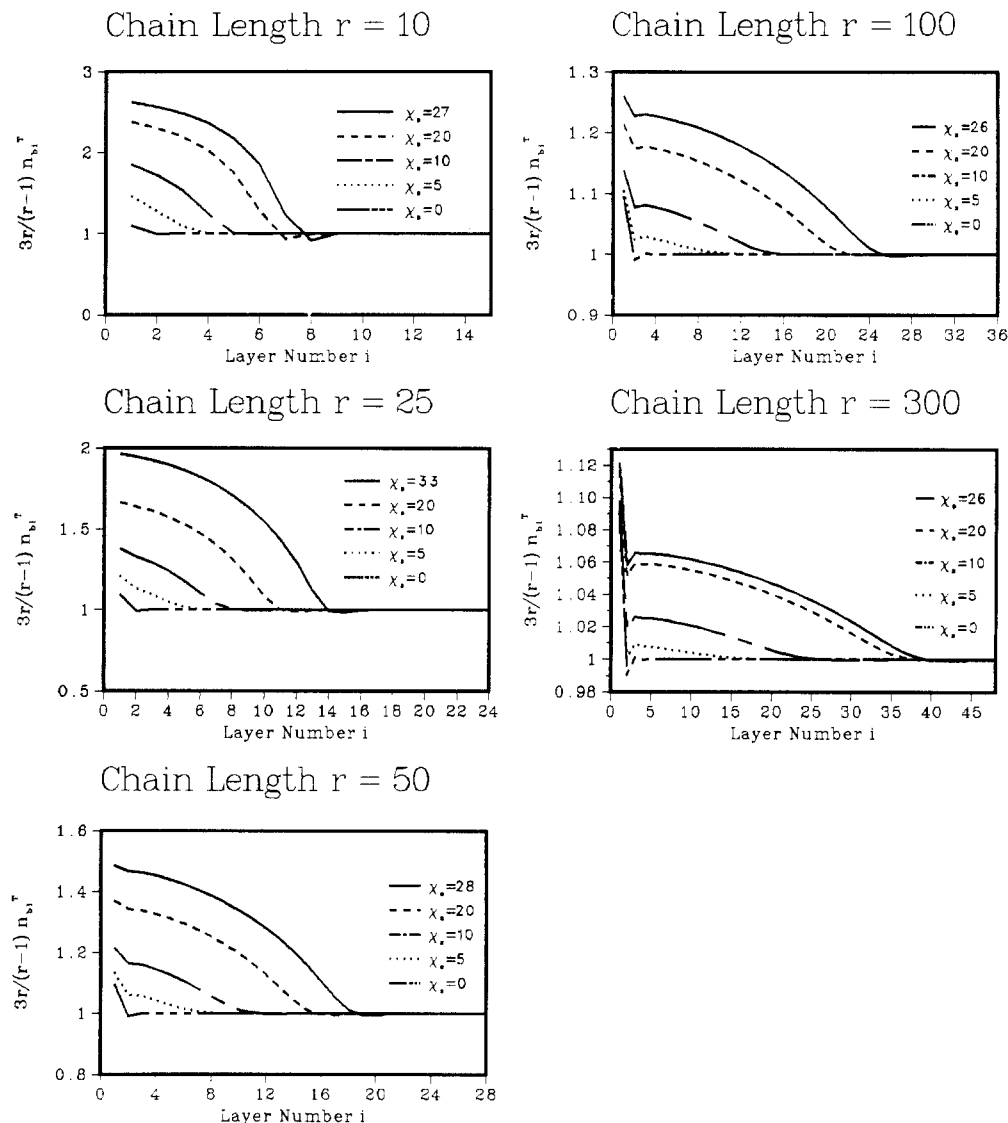 Chain Length r = 10
3r/(r-1) n_bi^T
3
2
1
0
χ_s=27
χ_s=20
χ_s=10
χ_s=5
χ_s=0
0 2 4 6 8 10 12 14
Layer Number i
Chain Length r = 100
3r/(r-1) n_bi^T
1.3
1.2
1.1
1
0.9
χ_s=26
χ_s=20
χ_s=10
χ_s=5
χ_s=0
0 4 8 12 16 20 24 28 32 36
Layer Number i
Chain Length r = 25
3r/(r-1) n_bi^T
2
1.5
1
0.5
χ_s=33
χ_s=20
χ_s=10
χ_s=5
χ_s=0
0 2 4 6 8 10 12 14 16 18 20 22 24
Layer Number i
Chain Length r = 300
3r/(r-1) n_bi^T
1.12
1.10
1.08
1.06
1.04
1.02
1
0.98
χ_s=26
χ_s=20
χ_s=10
χ_s=5
χ_s=0
0 5 10 15 20 25 30 35 40 45
Layer Number i
Chain Length r = 50
3r/(r-1) n_bi^T
1.6
1.4
1.2
1
0.8
χ_s=28
χ_s=20
χ_s=10
χ_s=5
χ_s=0
0 4 8 12 16 20 24 28
Layer Number i